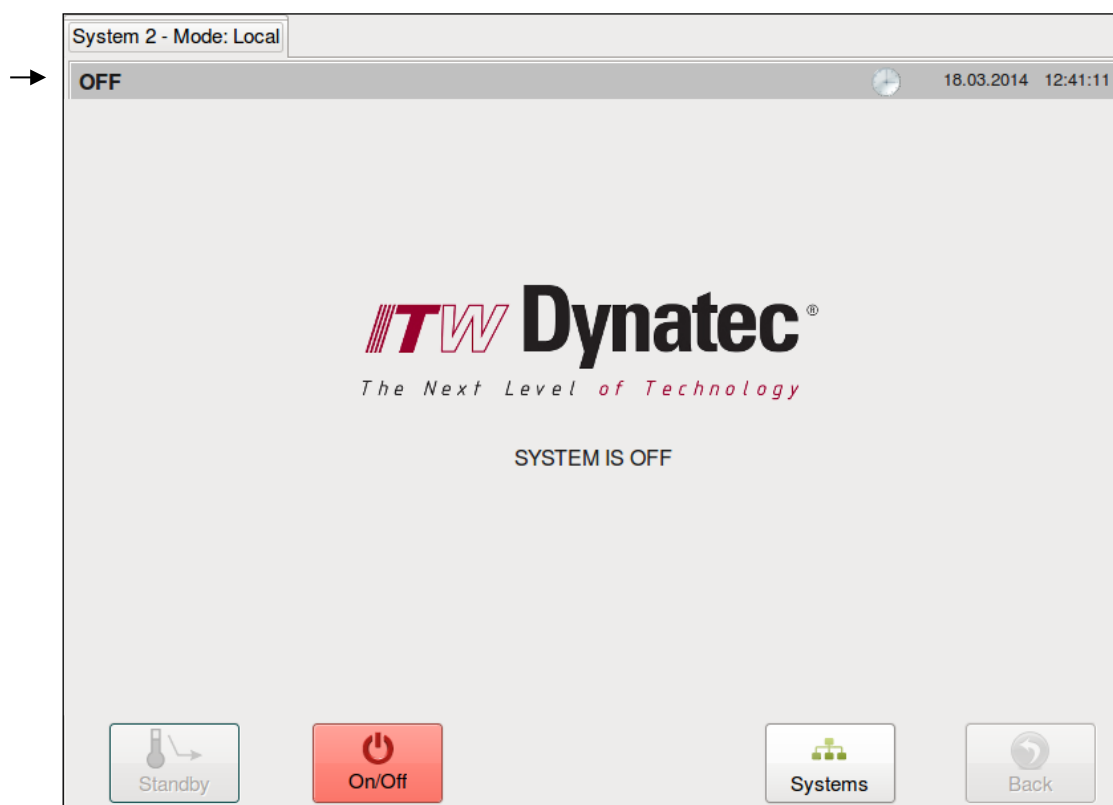 System 2 - Mode: Local
OFF 18.03.2014 12:41:11
ITW Dynatec®
The Next Level of Technology
SYSTEM IS OFF
Standby On/Off Systems Back